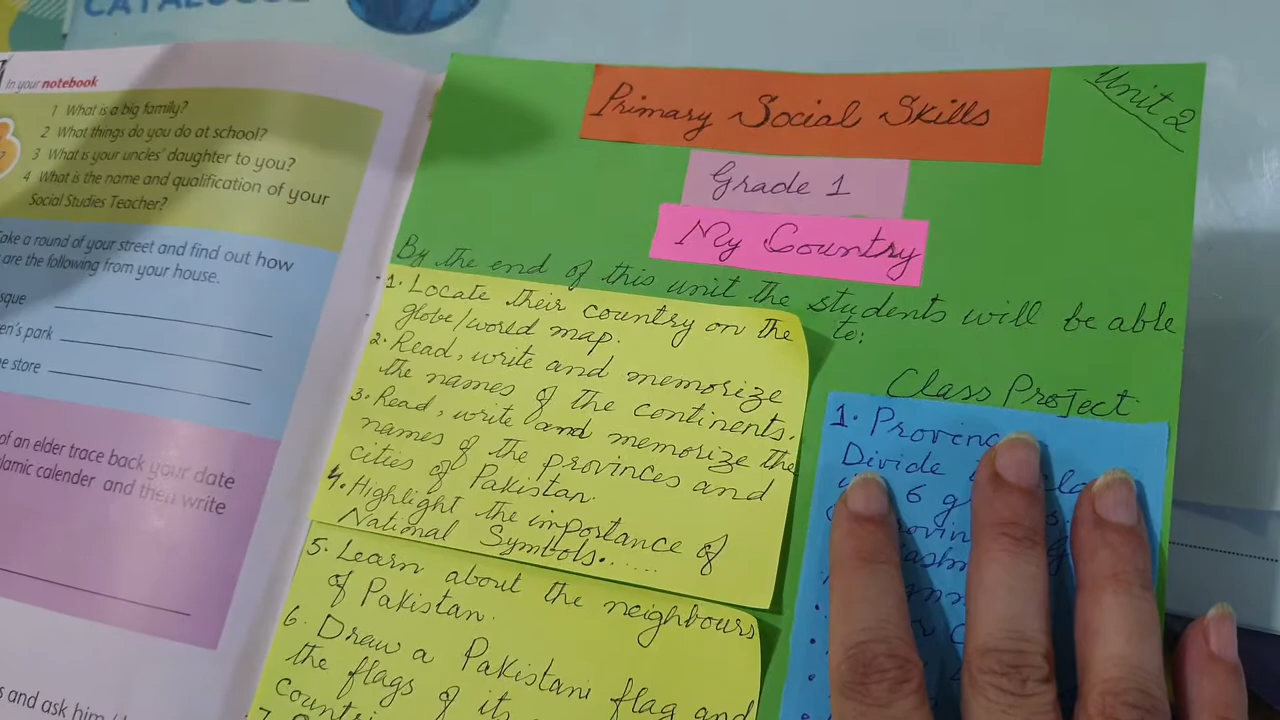 CATALOGUE
In your notebook
1 What is a big family?
2 What things do you do at school?
3 What is your uncles' daughter to you?
4 What is the name and qualification of your
Social Studies Teacher?
Take a round of your street and find out how
are the following from your house.
park
store
of an elder trace back your date
calender and then write
s and ask him
Primary Social Skills
Unit 2
Grade 1
My Country
By the end of this unit the students will be able
to:
1. Locate their country on the
globe/world map.
2. Read, write and memorize
the names of the continents.
3. Read, write and memorize the
names of the provinces and
cities of Pakistan.
4. Highlight the importance of
National Symbols......
5. Learn about the neighbours
of Pakistan.
6. Draw a Pakistani flag and
the flags of its
Class Project
1.
Divide
6